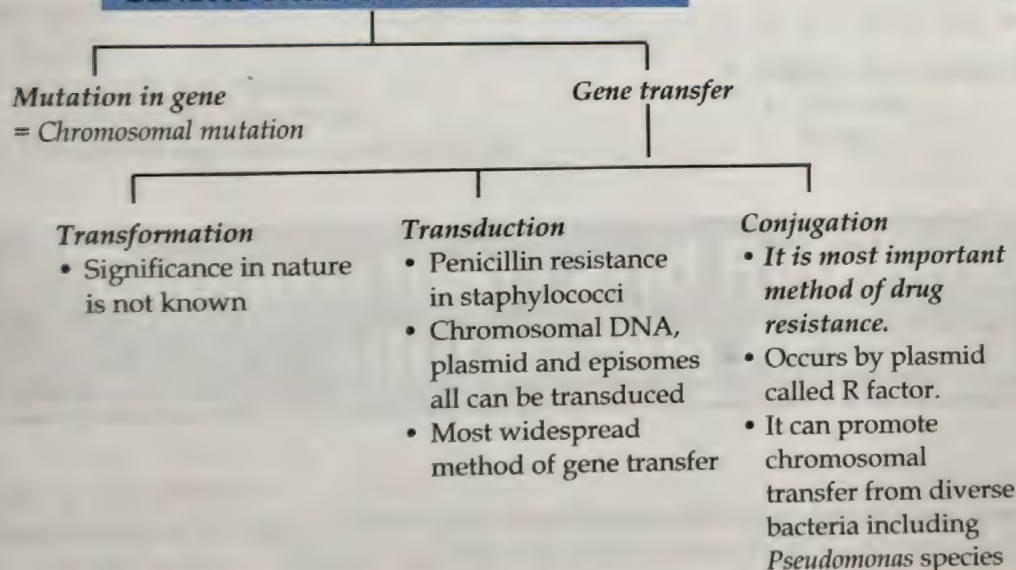 Mutation in gene
= Chromosomal mutation
Gene transfer
Transformation
• Significance in nature
is not known
Transduction
• Penicillin resistance
in staphylococci
• Chromosomal DNA,
plasmid and episomes
all can be transduced
• Most widespread
method of gene transfer
Conjugation
• It is most important
method of drug
resistance.
• Occurs by plasmid
called R factor.
• It can promote
chromosomal
transfer from diverse
bacteria including
Pseudomonas species